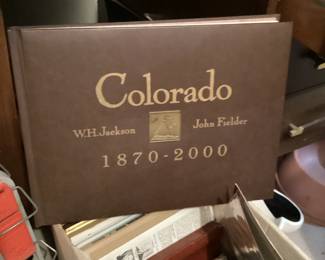 Colorado
W.H. Jackson John Fielder
1870-2000